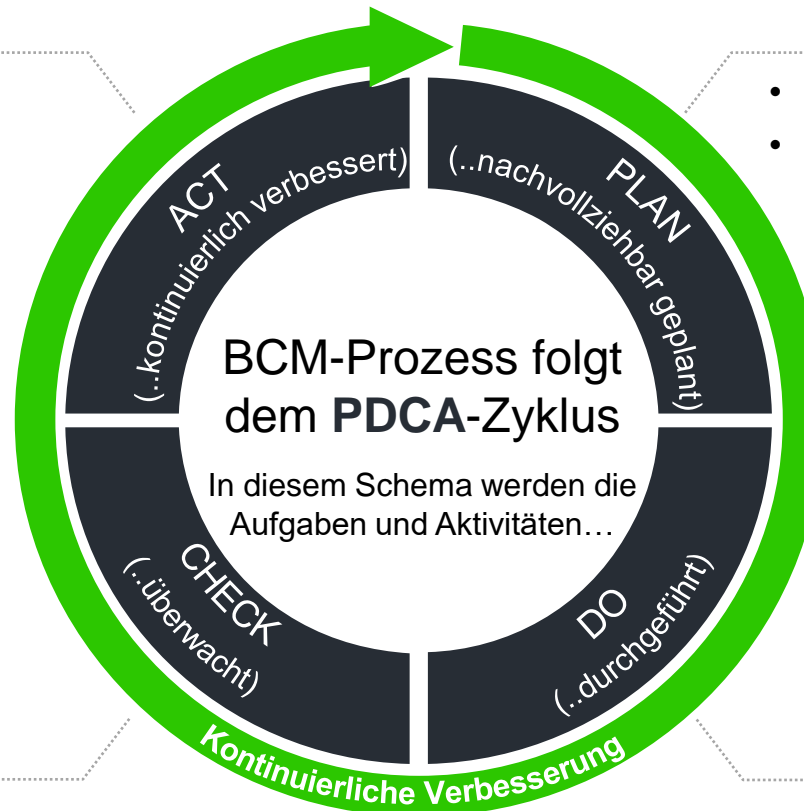 ACT
(..kontinuierlich verbessert)
PLAN
(..nachvollziehbar geplant)
BCM-Prozess folgt
dem PDCA-Zyklus
In diesem Schema werden die
Aufgaben und Aktivitäten…
CHECK
(..überwacht)
DO
(..durchgeführt)
Kontinuierliche Verbesserung